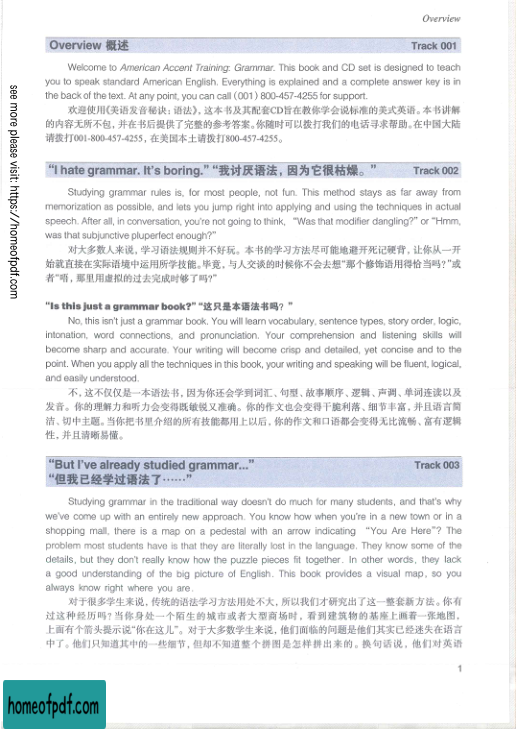 Overview
Overview 概述 Track 001
Welcome to American Accent Training: Grammar. This book and CD set is designed to teach
you to speak standard American English. Everything is explained and a complete answer key is in
the back of the text. At any point, you can call (001) 800-457-4255 for support.
欢迎使用《美语发音秘诀：语法》，这本书及其配套CD旨在教你学会说标准的美式英语。本书讲解
的内容无所不包，并在书后提供了完整的参考答案。你随时可以拨打我们的电话寻求帮助。在中国大陆
请拨打001-800-457-4255，在美国本土请拨打800-457-4255。
"I hate grammar. It's boring." “我讨厌语法，因为它很枯燥。” Track 002
Studying grammar rules is, for most people, not fun. This method stays as far away from
memorization as possible, and lets you jump right into applying and using the techniques in actual
speech. After all, in conversation, you're not going to think, "Was that modifier dangling?" or "Hmm,
was that subjunctive pluperfect enough?"
对大多数人来说，学习语法规则并不好玩。本书的学习方法尽可能地避开死记硬背，让你从一开
始就直接在实际语境中运用所学技能。毕竟，与人交谈的时候你不会去想“那个修饰语用得恰当吗？”或
者“唔，那里用虚拟的过去完成时够了吗？”
"Is this just a grammar book?" “这只是本语法书吗？”
No, this isn't just a grammar book. You will learn vocabulary, sentence types, story order, logic,
intonation, word connections, and pronunciation. Your comprehension and listening skills will
become sharp and accurate. Your writing will become crisp and detailed, yet concise and to the
point. When you apply all the techniques in this book, your writing and speaking will be fluent, logical,
and easily understood.
不，这不仅仅是一本语法书，因为你还会学到词汇、句型、故事顺序、逻辑、声调、单词连读以及
发音。你的理解力和听力会变得既敏锐又准确。你的作文也会变得干脆利落、细节丰富，并且语言简
洁、切中主题。当你把书里介绍的所有技能都用上以后，你的作文和口语都会变得无比流畅、富有逻辑
性，并且清晰易懂。
"But I've already studied grammar..." Track 003
“但我已经学过语法了……”
Studying grammar in the traditional way doesn't do much for many students, and that's why
we've come up with an entirely new approach. You know how when you're in a new town or in a
shopping mall, there is a map on a pedestal with an arrow indicating "You Are Here"? The
problem most students have is that they are literally lost in the language. They know some of the
details, but they don't really know how the puzzle pieces fit together. In other words, they lack
a good understanding of the big picture of English. This book provides a visual map, so you
always know right where you are.
对于很多学生来说，传统的语法学习方法用处不大，所以我们才研究出了这一整套新方法。你有
过这种经历吗？当你身处一个陌生的城市或者大型商场时，看到建筑物的基座上画着一张地图，
上面有个箭头提示说“你在这儿”。对于大多数学生来说，他们面临的问题是他们其实已经迷失在语言
中了。他们只知道其中的一些细节，但却不知道整个拼图是怎样拼出来的。换句话说，他们对英语
1
see more please visit: https://homeofpdf.com
homeofpdf.com